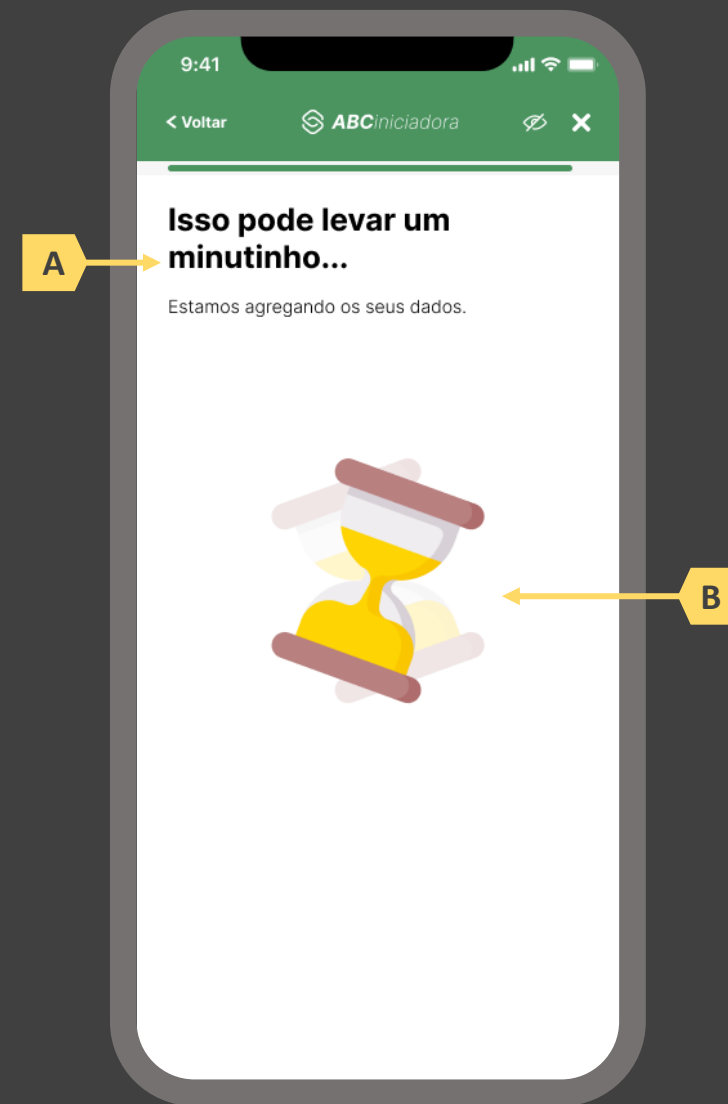 9:41
< Voltar
ABCiniciadora
Isso pode levar um
minutinho...
A
Estamos agregando os seus dados.
B